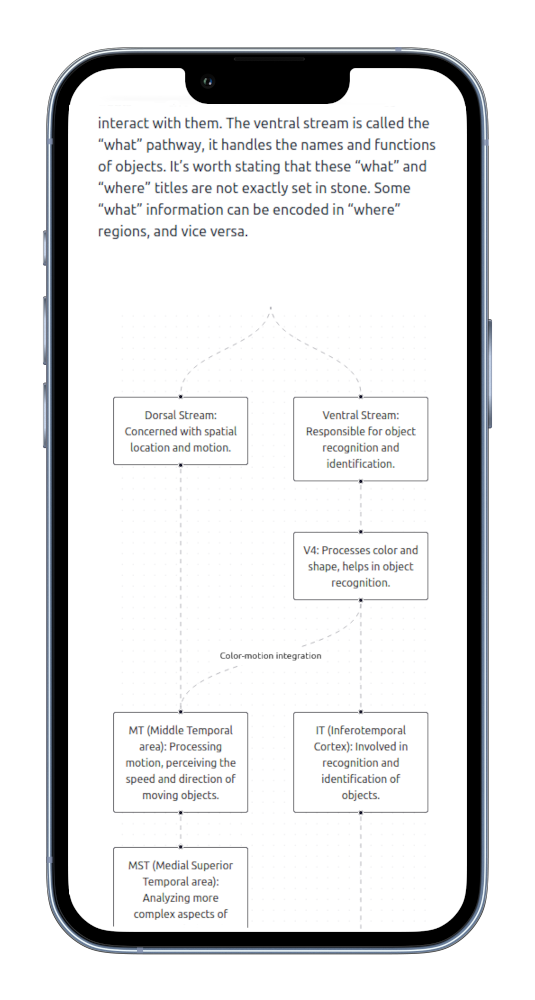 interact with them. The ventral stream is called the
“what” pathway, it handles the names and functions
of objects. It’s worth stating that these “what” and
“where” titles are not exactly set in stone. Some
“what” information can be encoded in “where”
regions, and vice versa.
Dorsal Stream:
Concerned with spatial
location and motion.
Ventral Stream:
Responsible for object
recognition and
identification.
V4: Processes color and
shape, helps in object
recognition.
Color-motion integration
MT (Middle Temporal
area): Processing
motion, perceiving the
speed and direction of
moving objects.
IT (Inferotemporal
Cortex): Involved in
recognition and
identification of
objects.
MST (Medial Superior
Temporal area):
Analyzing more
complex aspects of